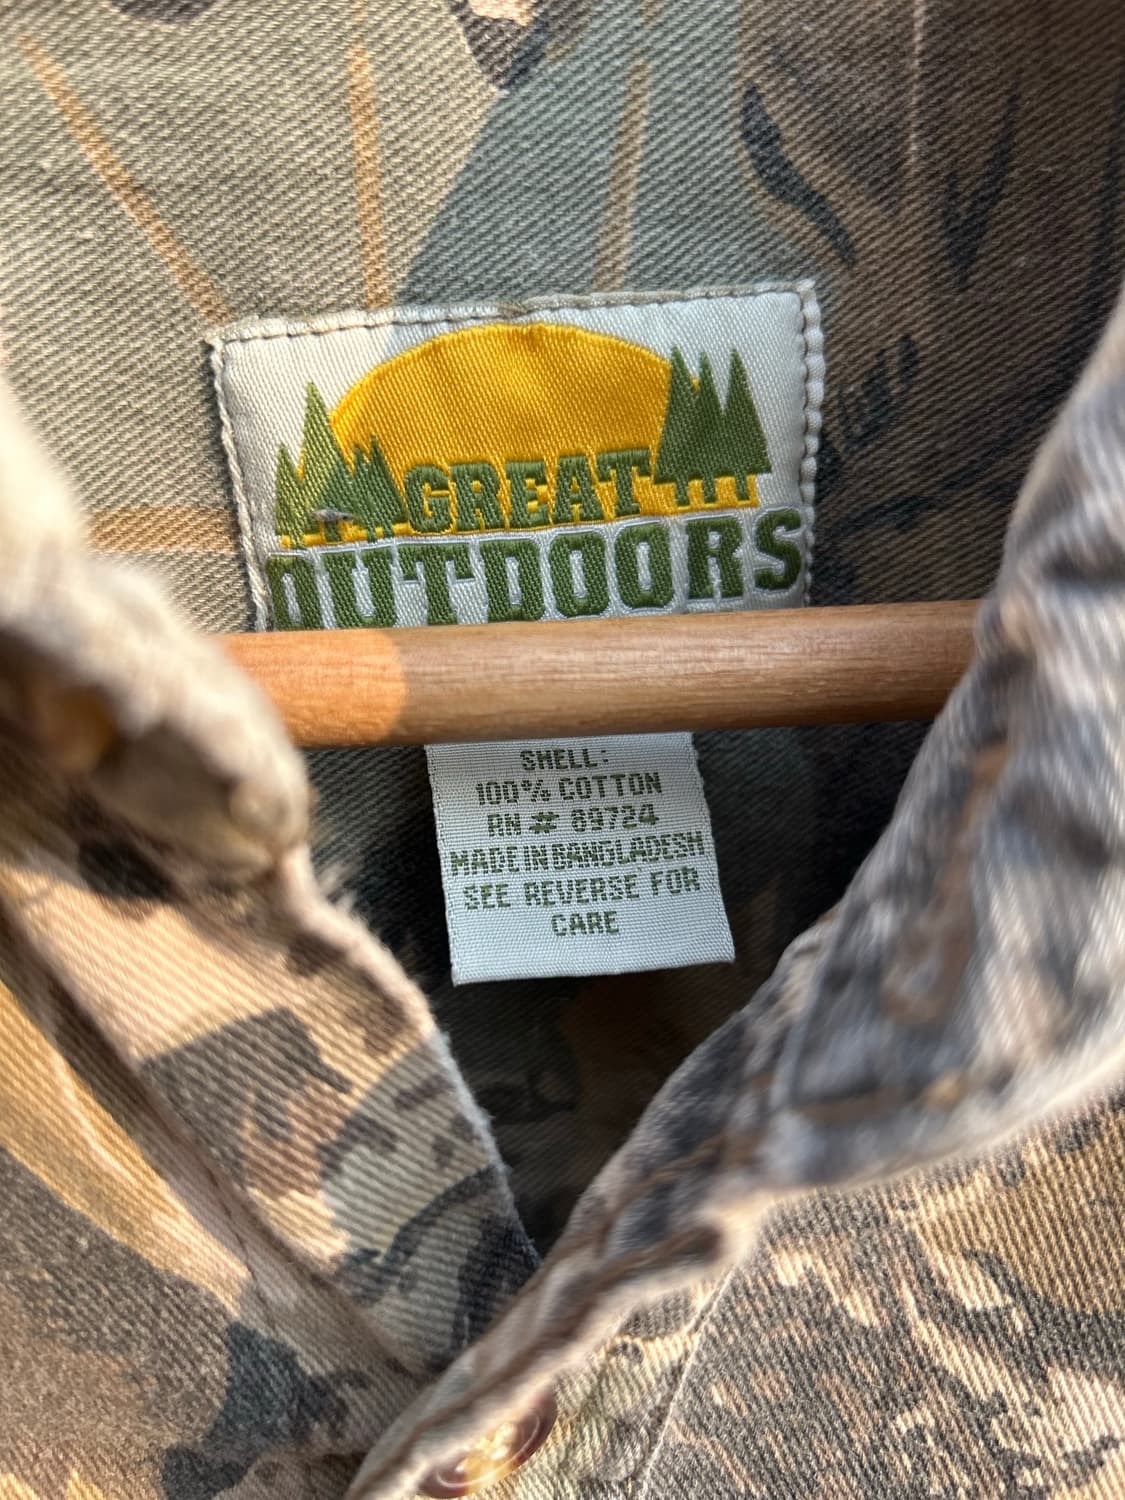 GREAT
OUTDOORS
SHELL:
100% COTTON
RN # 89724
MADE IN BANGLADESH
SEE REVERSE FOR
CARE